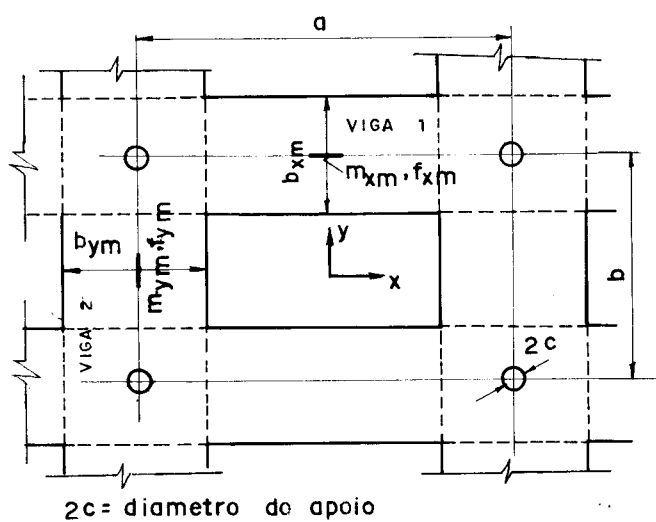 a
VIGA 1
b_xm
m_xm, f_xm
b_ym
m_ym, f_ym
y
x
b
VIGA 2
2c
2c= diametro do apoio